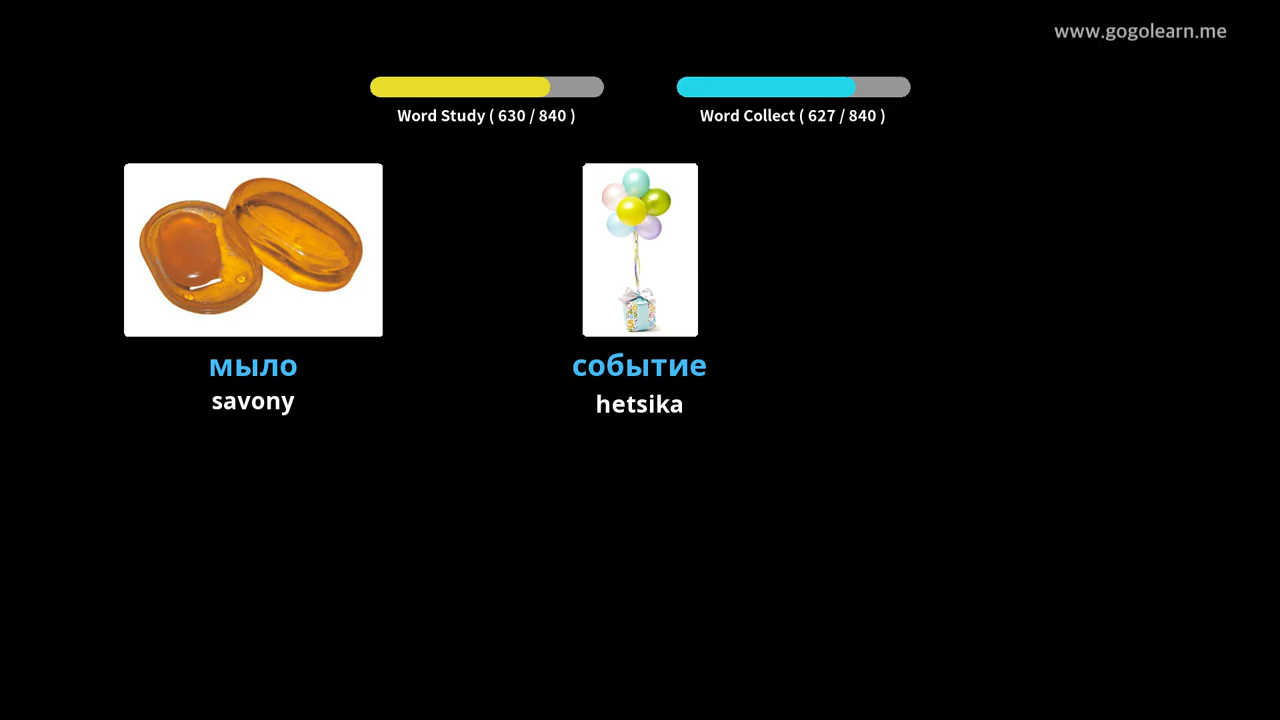 www.gogolearn.me
Word Study ( 630 / 840 )
Word Collect ( 627 / 840 )
мыло
savony
событие
hetsika